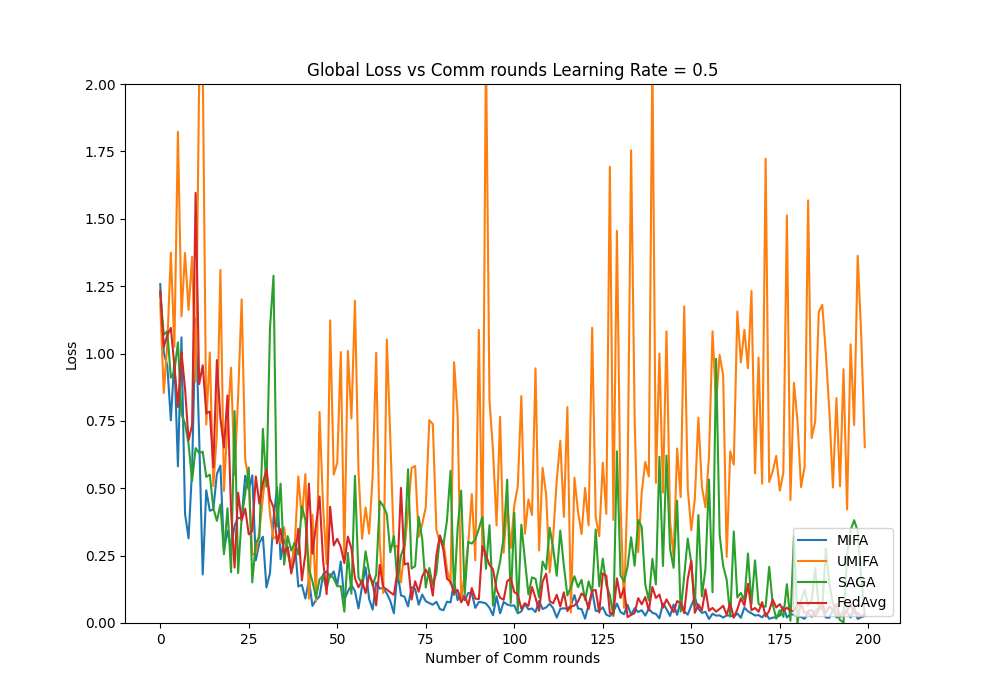 Global Loss vs Comm rounds Learning Rate = 0.5
2.00
1.75
1.50
1.25
1.00
0.75
0.50
0.25
0.00
Loss
MIFA
UMIFA
SAGA
FedAvg
0 25 50 75 100 125 150 175 200
Number of Comm rounds